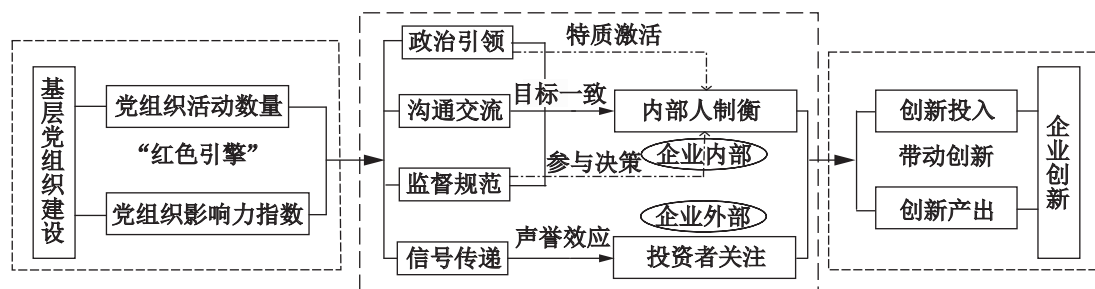 基层党组织建设
党组织活动数量
“红色引擎”
党组织影响力指数
政治引领
沟通交流
监督规范
信号传递
特质激活
目标一致
参与决策
声誉效应
内部人制衡
企业内部
企业外部
投资者关注
创新投入
带动创新
创新产出
企业创新